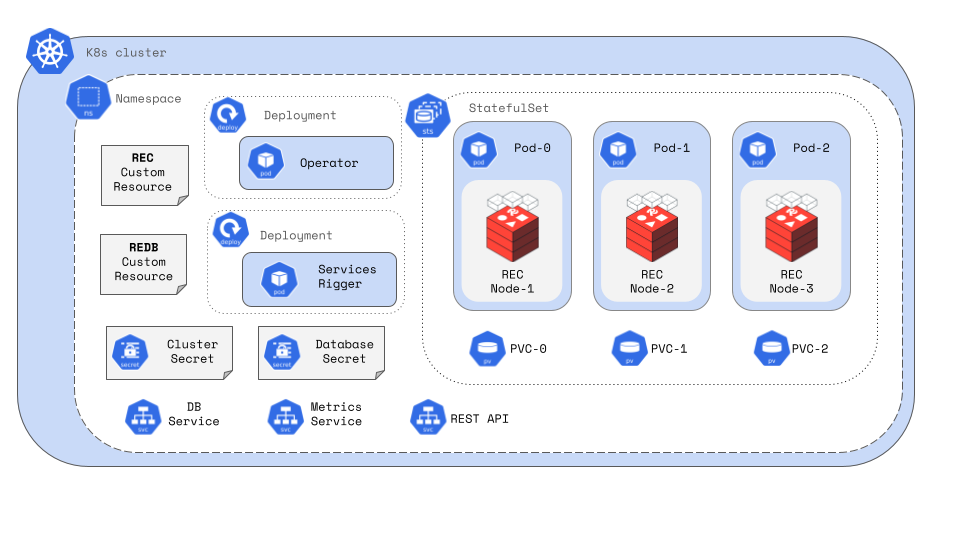 K8s cluster
ns
Namespace
REC
Custom
Resource
REDB
Custom
Resource
deploy
Deployment
pod
Operator
deploy
Deployment
pod
Services
Rigger
secret
Cluster
Secret
secret
Database
Secret
svc
DB
Service
svc
Metrics
Service
svc
REST API
sts
StatefulSet
pod
Pod-0
REC
Node-1
pod
Pod-1
REC
Node-2
pod
Pod-2
REC
Node-3
pv
PVC-0
pv
PVC-1
pv
PVC-2